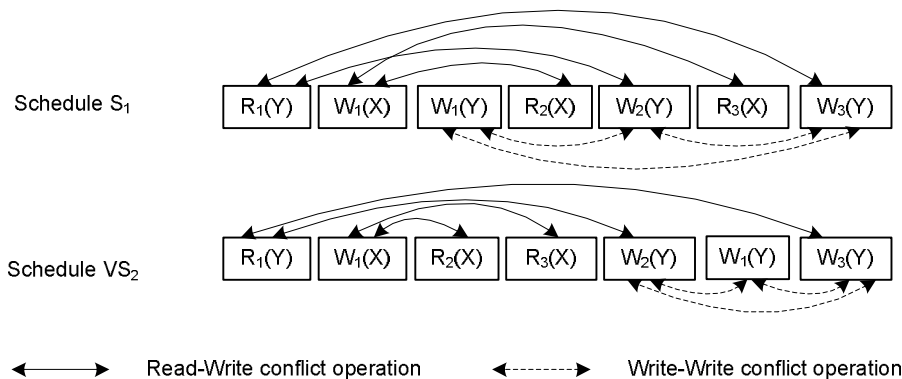 Schedule S₁ R₁(Y) W₁(X) W₁(Y) R₂(X) W₂(Y) R₃(X) W₃(Y)
Schedule VS₂ R₁(Y) W₁(X) R₂(X) R₃(X) W₂(Y) W₁(Y) W₃(Y)
Read-Write conflict operation Write-Write conflict operation